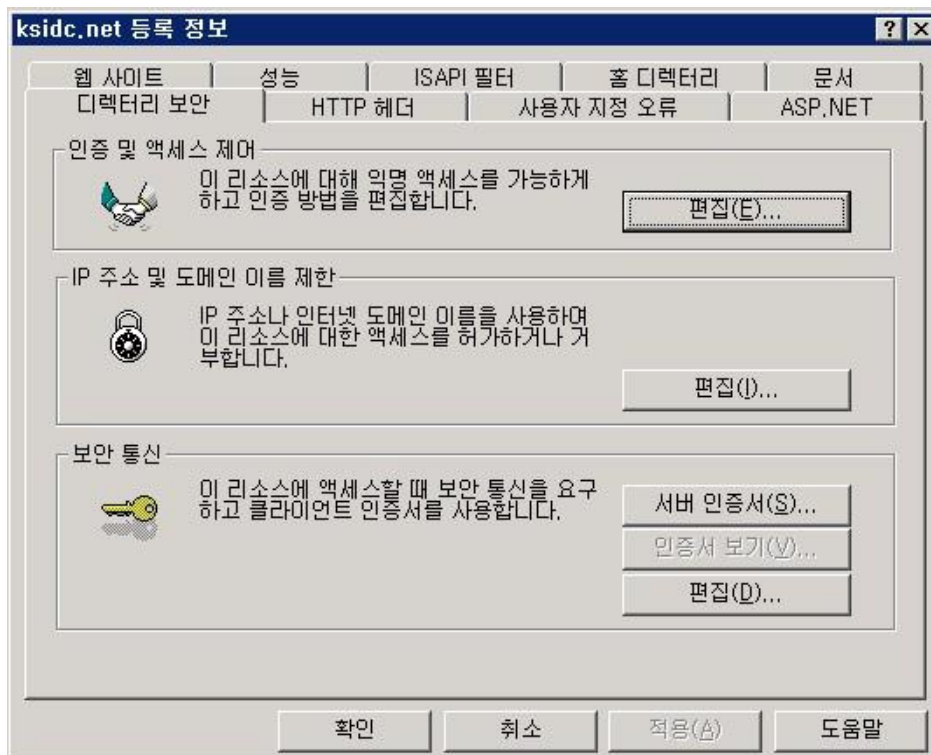 ksidc.net 등록 정보
웹 사이트 성능 ISAPI 필터 홈 디렉터리 문서
디렉터리 보안 HTTP 헤더 사용자 지정 오류 ASP.NET
인증 및 액세스 제어
이 리소스에 대해 익명 액세스를 가능하게
하고 인증 방법을 편집합니다.
편집(E)...
IP 주소 및 도메인 이름 제한
IP 주소나 인터넷 도메인 이름을 사용하여
이 리소스에 대한 액세스를 허가하거나 거
부합니다.
편집(I)...
보안 통신
이 리소스에 액세스할 때 보안 통신을 요구
하고 클라이언트 인증서를 사용합니다.
서버 인증서(S)...
인증서 보기(V)...
편집(D)...
확인 취소 적용(A) 도움말